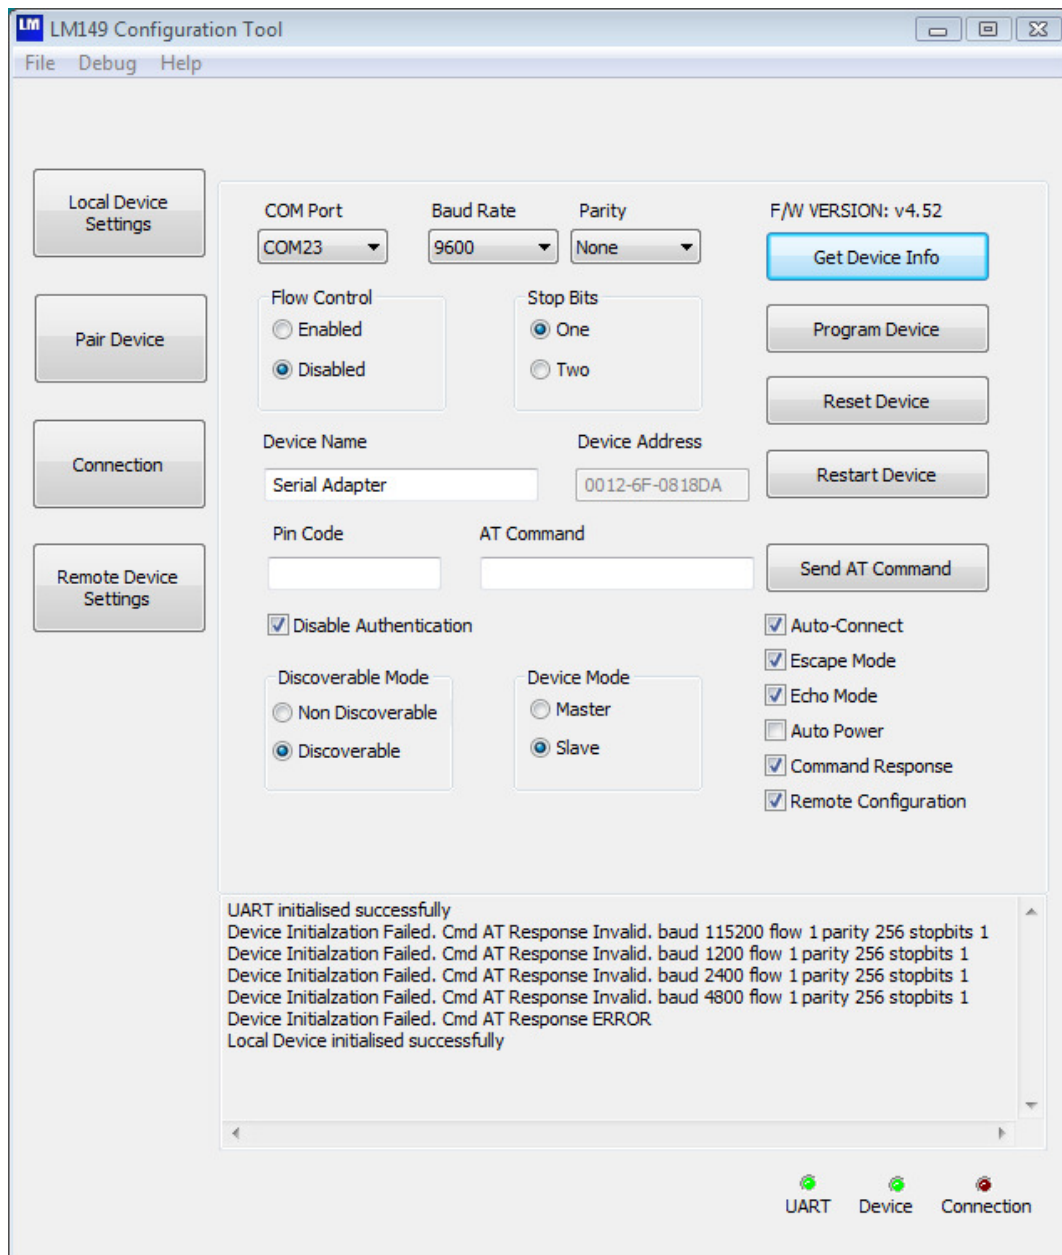 LM LM149 Configuration Tool
File Debug Help
Local Device
Settings
Pair Device
Connection
Remote Device
Settings
COM Port Baud Rate Parity F/W VERSION: v4.52
COM23 9600 None Get Device Info
Flow Control Stop Bits
Enabled One Program Device
Disabled Two
Reset Device
Device Name Device Address
Serial Adapter 0012-6F-0818DA Restart Device
Pin Code AT Command
Send AT Command
Disable Authentication Auto-Connect
Escape Mode
Discoverable Mode Device Mode
Non Discoverable Master Echo Mode
Discoverable Slave Auto Power
Command Response
Remote Configuration
UART initialised successfully
Device Initialzation Failed. Cmd AT Response Invalid. baud 115200 flow 1 parity 256 stopbits 1
Device Initialzation Failed. Cmd AT Response Invalid. baud 1200 flow 1 parity 256 stopbits 1
Device Initialzation Failed. Cmd AT Response Invalid. baud 2400 flow 1 parity 256 stopbits 1
Device Initialzation Failed. Cmd AT Response Invalid. baud 4800 flow 1 parity 256 stopbits 1
Device Initialzation Failed. Cmd AT Response ERROR
Local Device initialised successfully
UART Device Connection